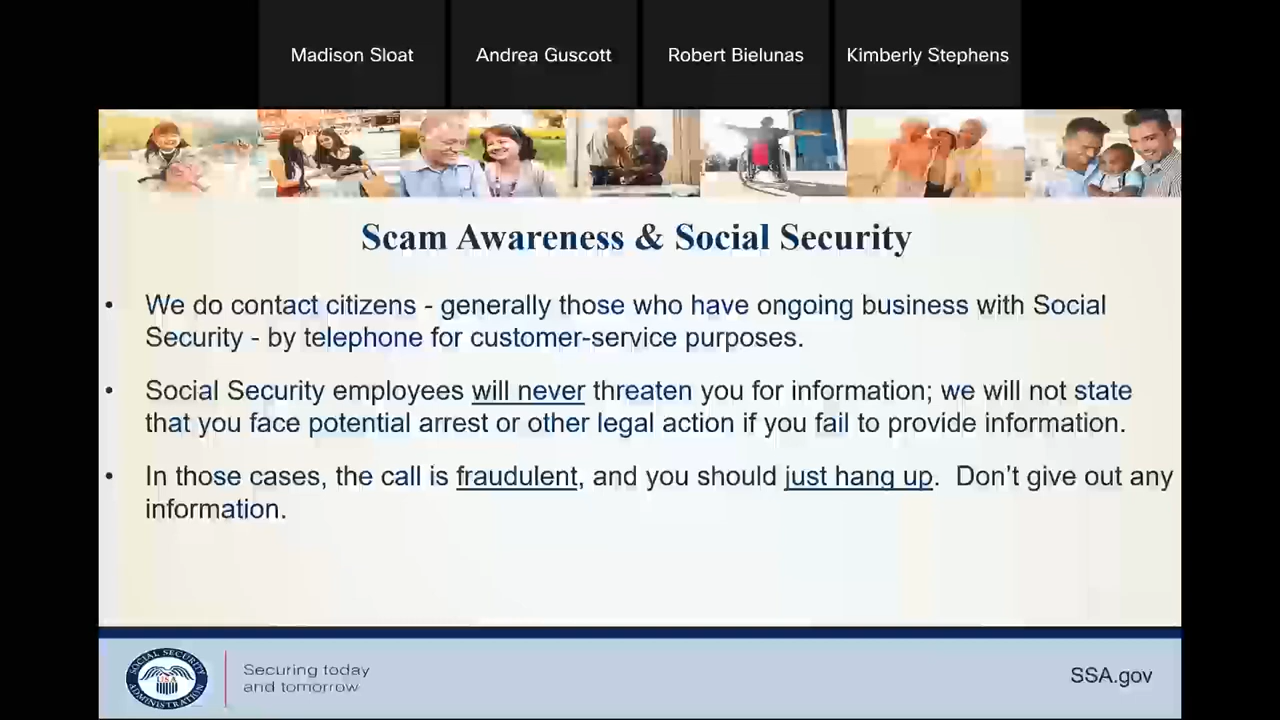 Madison Sloat
Andrea Guscott
Robert Bielunas
Kimberly Stephens
Scam Awareness & Social Security
• We do contact citizens - generally those who have ongoing business with Social
Security - by telephone for customer-service purposes.
• Social Security employees will never threaten you for information; we will not state
that you face potential arrest or other legal action if you fail to provide information.
• In those cases, the call is fraudulent, and you should just hang up.  Don’t give out any
information.
SOCIAL SECURITY
USA
ADMINISTRATION
Securing today
and tomorrow
SSA.gov